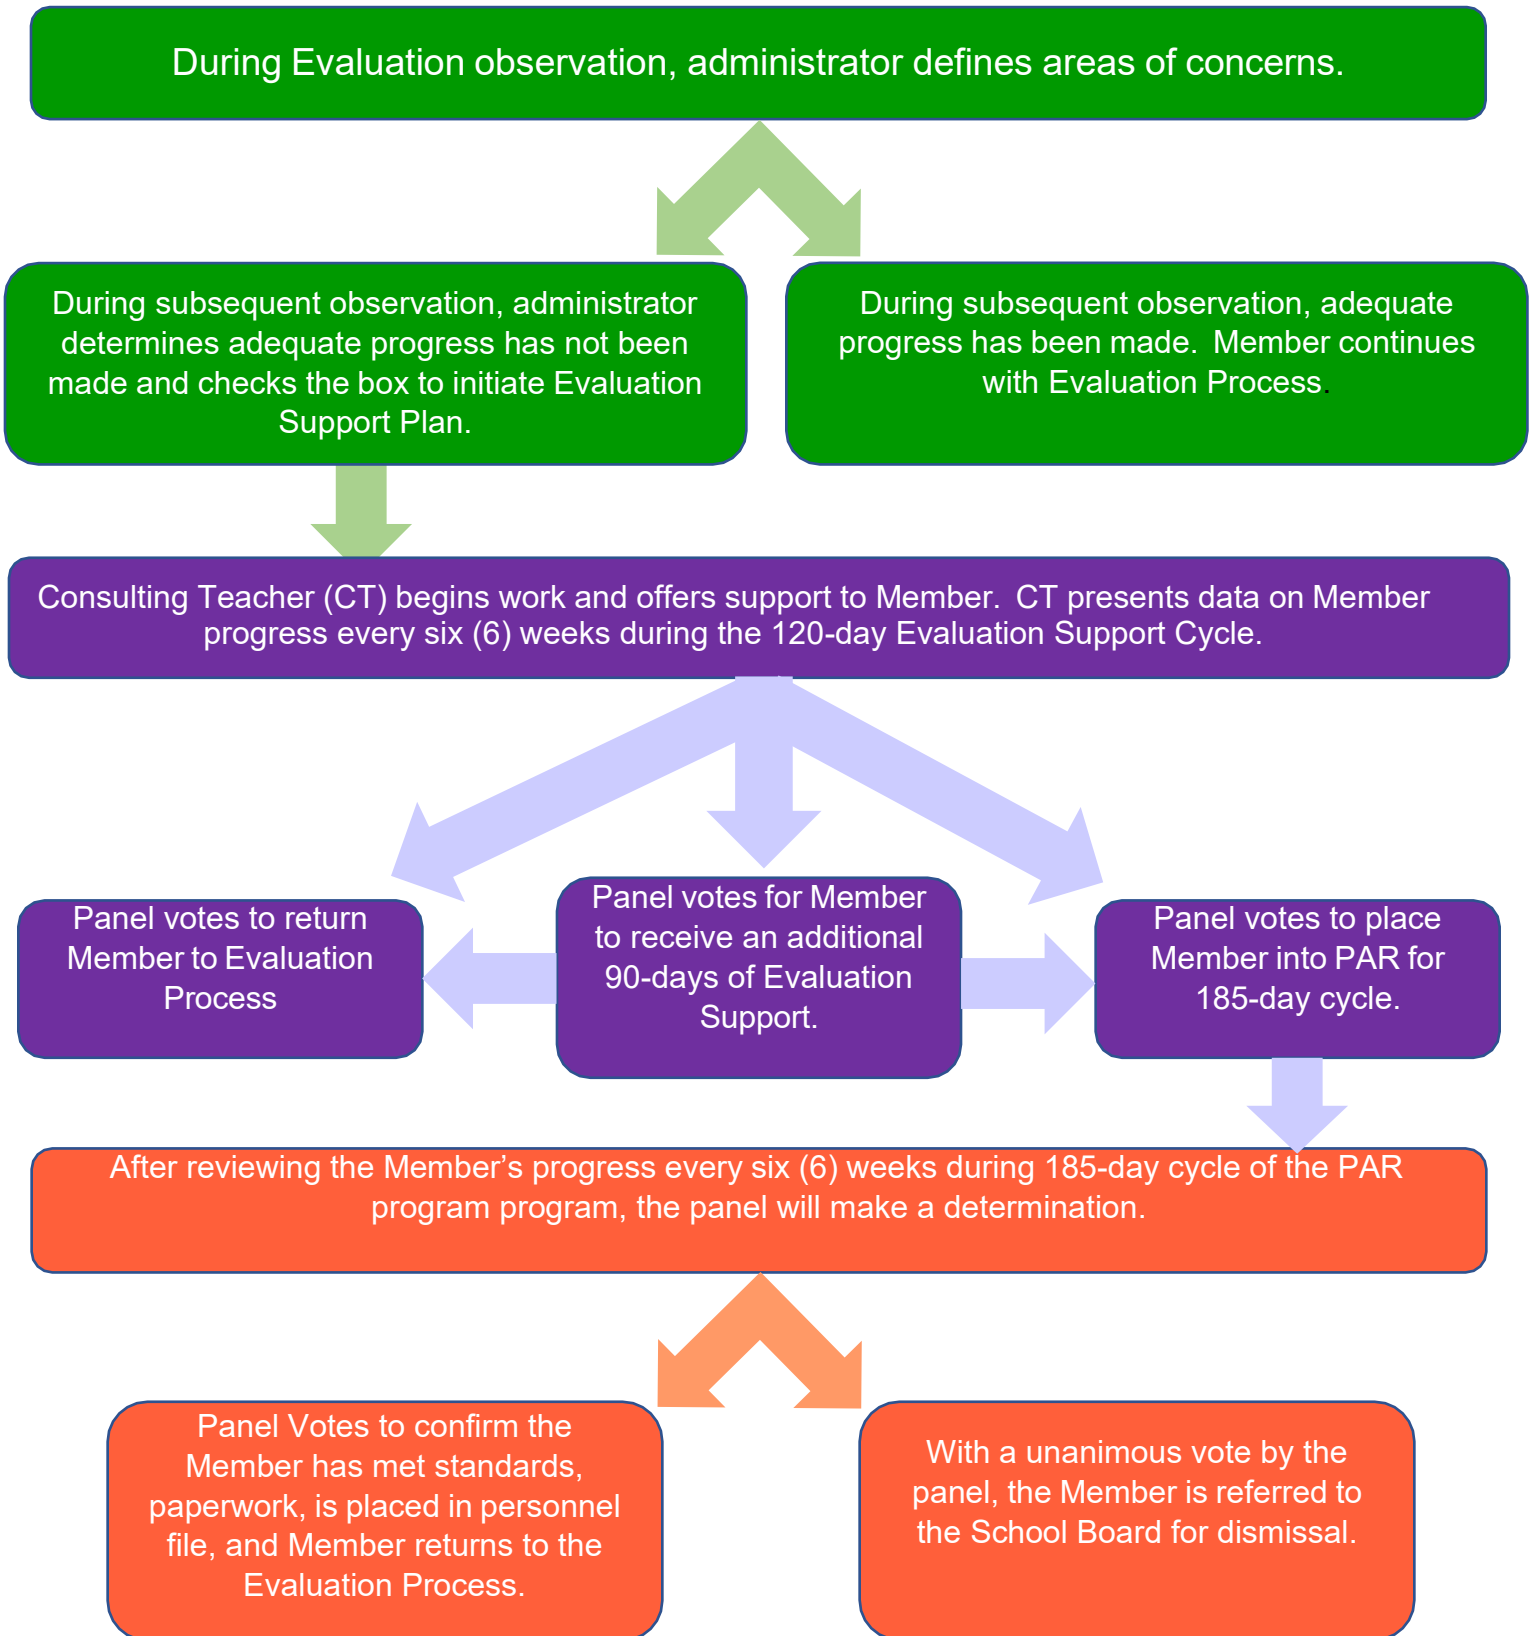 During Evaluation observation, administrator defines areas of concerns.
During subsequent observation, administrator
determines adequate progress has not been
made and checks the box to initiate Evaluation
Support Plan.
During subsequent observation, adequate
progress has been made. Member continues
with Evaluation Process.
Consulting Teacher (CT) begins work and offers support to Member. CT presents data on Member
progress every six (6) weeks during the 120-day Evaluation Support Cycle.
Panel votes to return
Member to Evaluation
Process
Panel votes for Member
to receive an additional
90-days of Evaluation
Support.
Panel votes to place
Member into PAR for
185-day cycle.
After reviewing the Member’s progress every six (6) weeks during 185-day cycle of the PAR
program program, the panel will make a determination.
Panel Votes to confirm the
Member has met standards,
paperwork, is placed in personnel
file, and Member returns to the
Evaluation Process.
With a unanimous vote by the
panel, the Member is referred to
the School Board for dismissal.